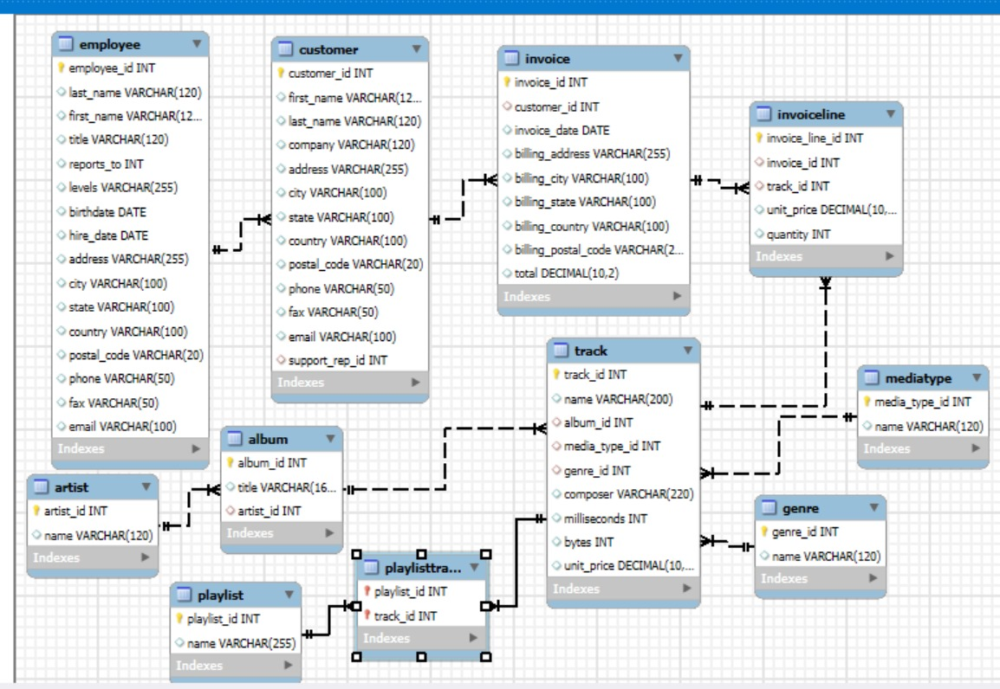 employee
employee_id INT
last_name VARCHAR(120)
first_name VARCHAR(12...
title VARCHAR(120)
reports_to INT
levels VARCHAR(255)
birthdate DATE
hire_date DATE
address VARCHAR(255)
city VARCHAR(100)
state VARCHAR(100)
country VARCHAR(100)
postal_code VARCHAR(20)
phone VARCHAR(50)
fax VARCHAR(50)
email VARCHAR(100)
Indexes
customer
customer_id INT
first_name VARCHAR(12...
last_name VARCHAR(120)
company VARCHAR(120)
address VARCHAR(255)
city VARCHAR(100)
state VARCHAR(100)
country VARCHAR(100)
postal_code VARCHAR(20)
phone VARCHAR(50)
fax VARCHAR(50)
email VARCHAR(100)
support_rep_id INT
Indexes
invoice
invoice_id INT
customer_id INT
invoice_date DATE
billing_address VARCHAR(255)
billing_city VARCHAR(100)
billing_state VARCHAR(100)
billing_country VARCHAR(100)
billing_postal_code VARCHAR(2...
total DECIMAL(10,2)
Indexes
invoiceline
invoice_line_id INT
invoice_id INT
track_id INT
unit_price DECIMAL(10,...
quantity INT
Indexes
track
track_id INT
name VARCHAR(200)
album_id INT
media_type_id INT
genre_id INT
composer VARCHAR(220)
milliseconds INT
bytes INT
unit_price DECIMAL(10,...
Indexes
mediatype
media_type_id INT
name VARCHAR(120)
Indexes
album
album_id INT
title VARCHAR(16...
artist_id INT
Indexes
artist
artist_id INT
name VARCHAR(120)
Indexes
genre
genre_id INT
name VARCHAR(120)
Indexes
playlisttra...
playlist_id INT
track_id INT
Indexes
playlist
playlist_id INT
name VARCHAR(255)
Indexes